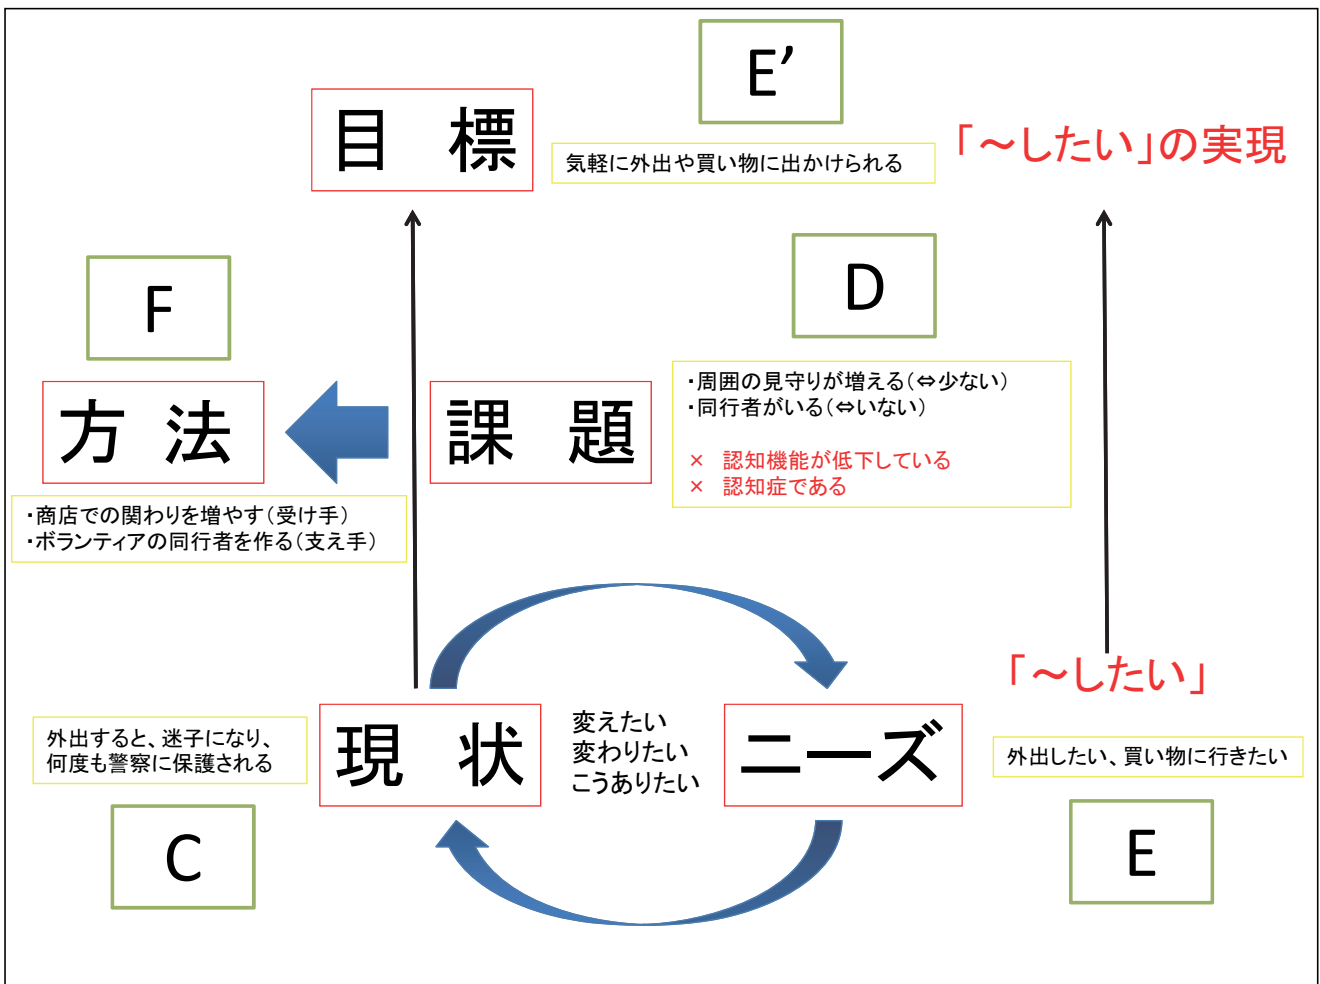 E’
目 標
気軽に外出や買い物に出かけられる
「～したい」の実現
F
D
方 法
課 題
・周囲の見守りが増える（⇔少ない）
・同行者がいる（⇔いない）
× 認知機能が低下している
× 認知症である
・商店での関わりを増やす（受け手）
・ボランティアの同行者を作る（支え手）
「～したい」
外出すると、迷子になり、
何度も警察に保護される
現 状
変えたい
変わりたい
こうありたい
ニーズ
外出したい、買い物に行きたい
C
E